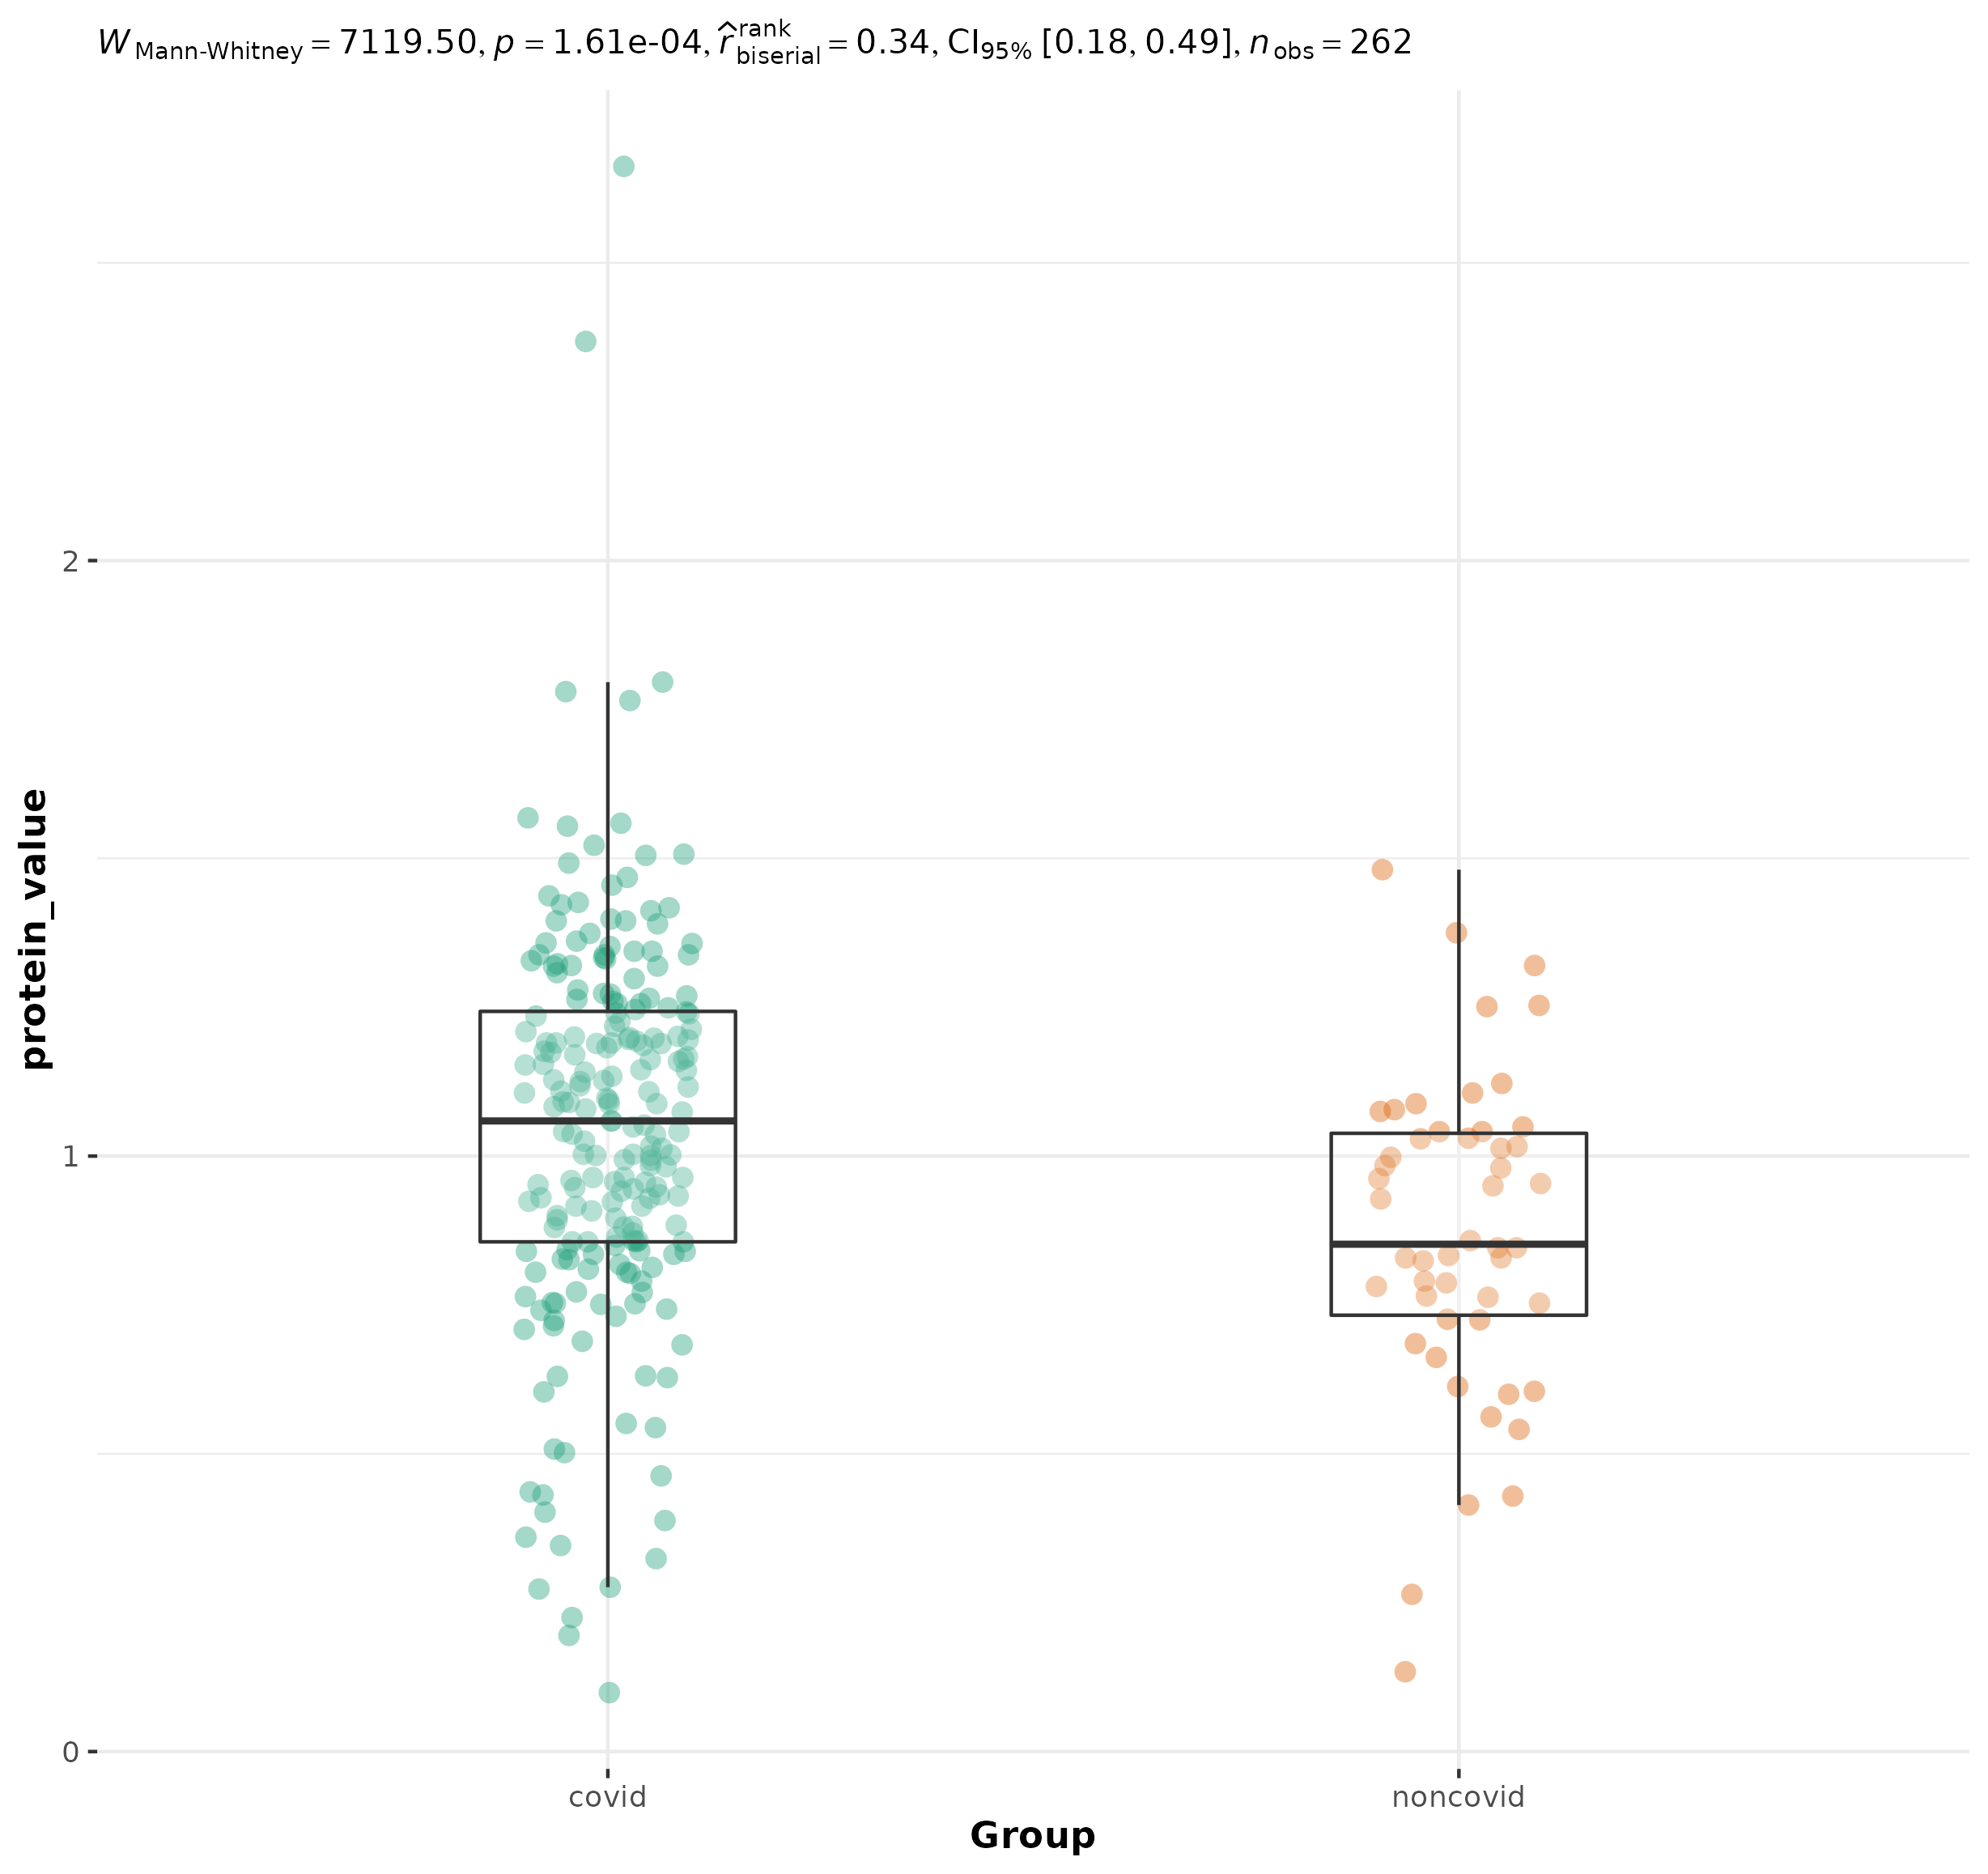 W Mann-Whitney = 7119.50, p = 1.61e-04, r̂ rank biserial = 0.34, CI95% [0.18, 0.49], nobs = 262
protein_value
2
1
0
covid noncovid
Group